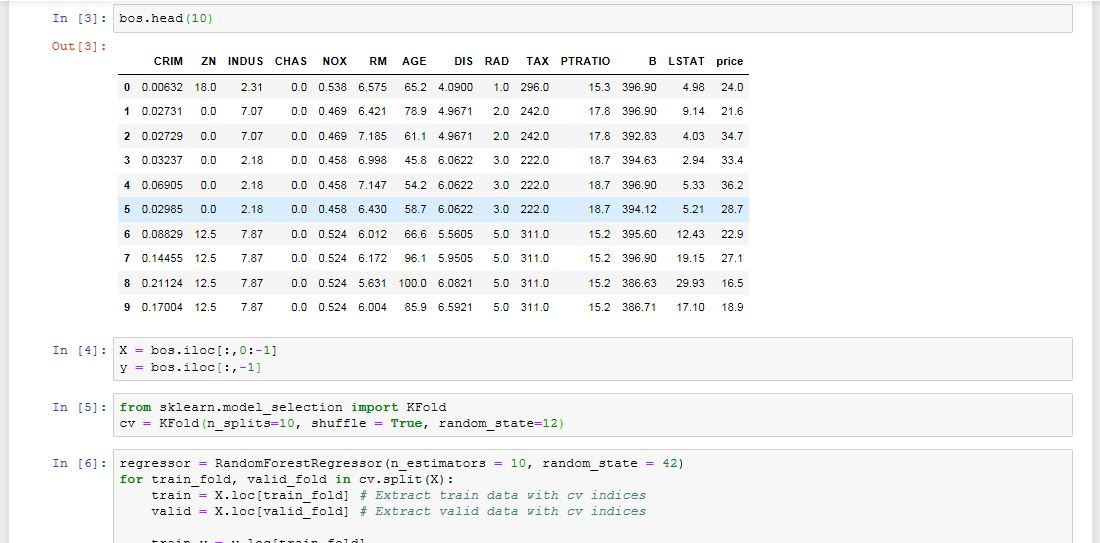 In [3]: bos.head(10)
Out[3]:
CRIM ZN INDUS CHAS NOX RM AGE DIS RAD TAX PTRATIO B LSTAT price
0 0.00632 18.0 2.31 0.0 0.538 6.575 65.2 4.0900 1.0 296.0 15.3 396.90 4.98 24.0
1 0.02731 0.0 7.07 0.0 0.469 6.421 78.9 4.9671 2.0 242.0 17.8 396.90 9.14 21.6
2 0.02729 0.0 7.07 0.0 0.469 7.185 61.1 4.9671 2.0 242.0 17.8 392.83 4.03 34.7
3 0.03237 0.0 2.18 0.0 0.458 6.998 45.8 6.0622 3.0 222.0 18.7 394.63 2.94 33.4
4 0.06905 0.0 2.18 0.0 0.458 7.147 54.2 6.0622 3.0 222.0 18.7 396.90 5.33 36.2
5 0.02985 0.0 2.18 0.0 0.458 6.430 58.7 6.0622 3.0 222.0 18.7 394.12 5.21 28.7
6 0.08829 12.5 7.87 0.0 0.524 6.012 66.6 5.5605 5.0 311.0 15.2 395.60 12.43 22.9
7 0.14455 12.5 7.87 0.0 0.524 6.172 96.1 5.9505 5.0 311.0 15.2 396.90 19.15 27.1
8 0.21124 12.5 7.87 0.0 0.524 5.631 100.0 6.0821 5.0 311.0 15.2 386.63 29.93 16.5
9 0.17004 12.5 7.87 0.0 0.524 6.004 85.9 6.5921 5.0 311.0 15.2 386.71 17.10 18.9
In [4]: X = bos.iloc[:,0:-1]
y = bos.iloc[:,-1]
In [5]: from sklearn.model_selection import KFold
cv = KFold(n_splits=10, shuffle = True, random_state=12)
In [6]: regressor = RandomForestRegressor(n_estimators = 10, random_state = 42)
for train_fold, valid_fold in cv.split(X):
train = X.loc[train_fold] # Extract train data with cv indices
valid = X.loc[valid_fold] # Extract valid data with cv indices